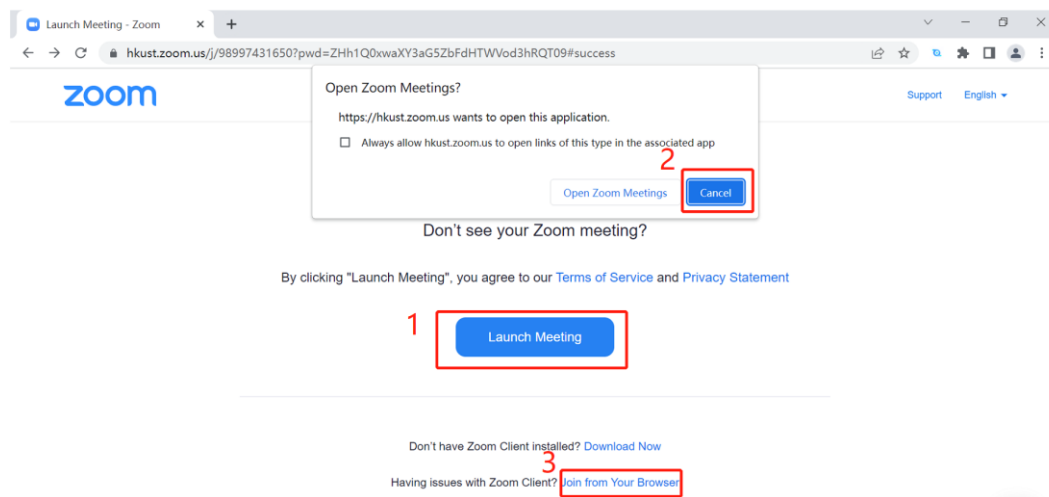 Launch Meeting - Zoom
hkust.zoom.us/j/98997431650?pwd=ZHh1Q0xwaXY3aG5ZbFdHTWVod3hRQT09#success
zoom
Support English
Open Zoom Meetings?
https://hkust.zoom.us wants to open this application.
Always allow hkust.zoom.us to open links of this type in the associated app
2
Open Zoom Meetings Cancel
Don't see your Zoom meeting?
By clicking "Launch Meeting", you agree to our Terms of Service and Privacy Statement
1
Launch Meeting
Don't have Zoom Client installed? Download Now
3
Having issues with Zoom Client? Join from Your Browser